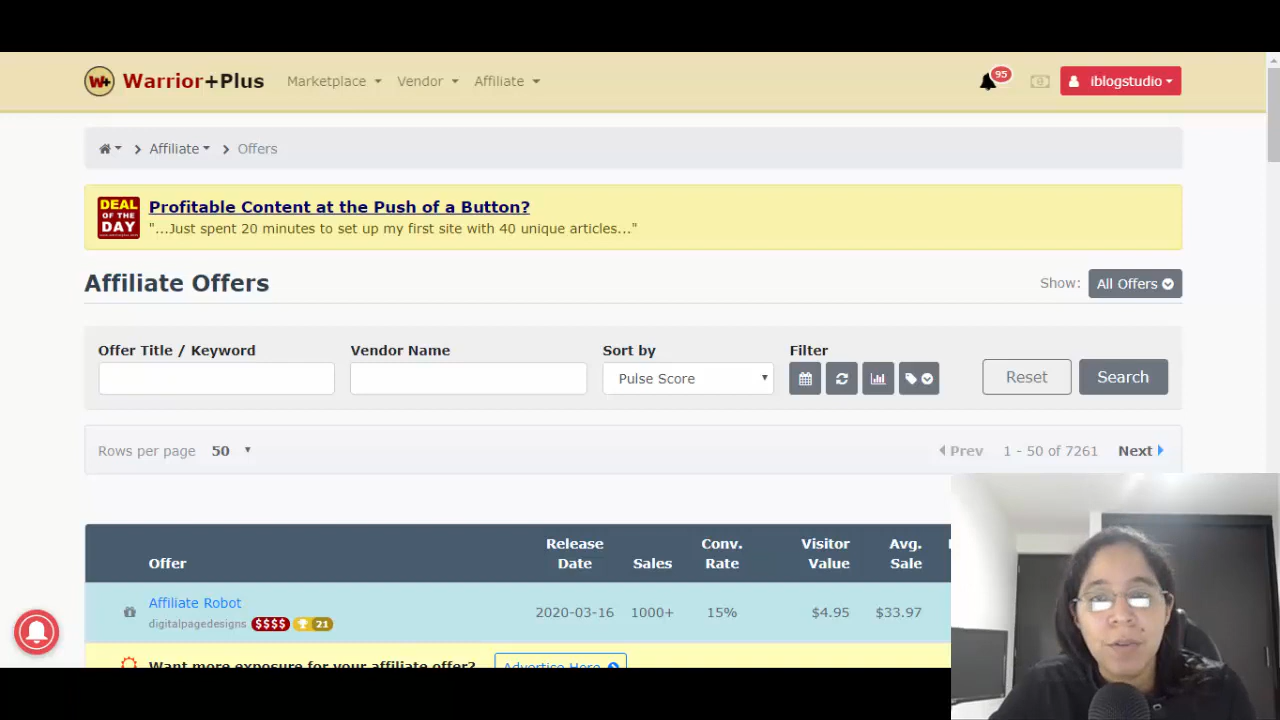 Warrior+Plus Marketplace Vendor Affiliate 95 iblogstudio
Affiliate Offers
DEAL OF THE DAY
Profitable Content at the Push of a Button?
"...Just spent 20 minutes to set up my first site with 40 unique articles..."
Affiliate Offers Show: All Offers
Offer Title / Keyword Vendor Name Sort by Filter
Pulse Score Reset Search
Rows per page 50 Prev 1 - 50 of 7261 Next
Offer Release Date Sales Conv. Rate Visitor Value Avg. Sale
Affiliate Robot 2020-03-16 1000+ 15% $4.95 $33.97
digitalpagedesigns $$$$ 21
Want more exposure for your affiliate offer? Advertise Here